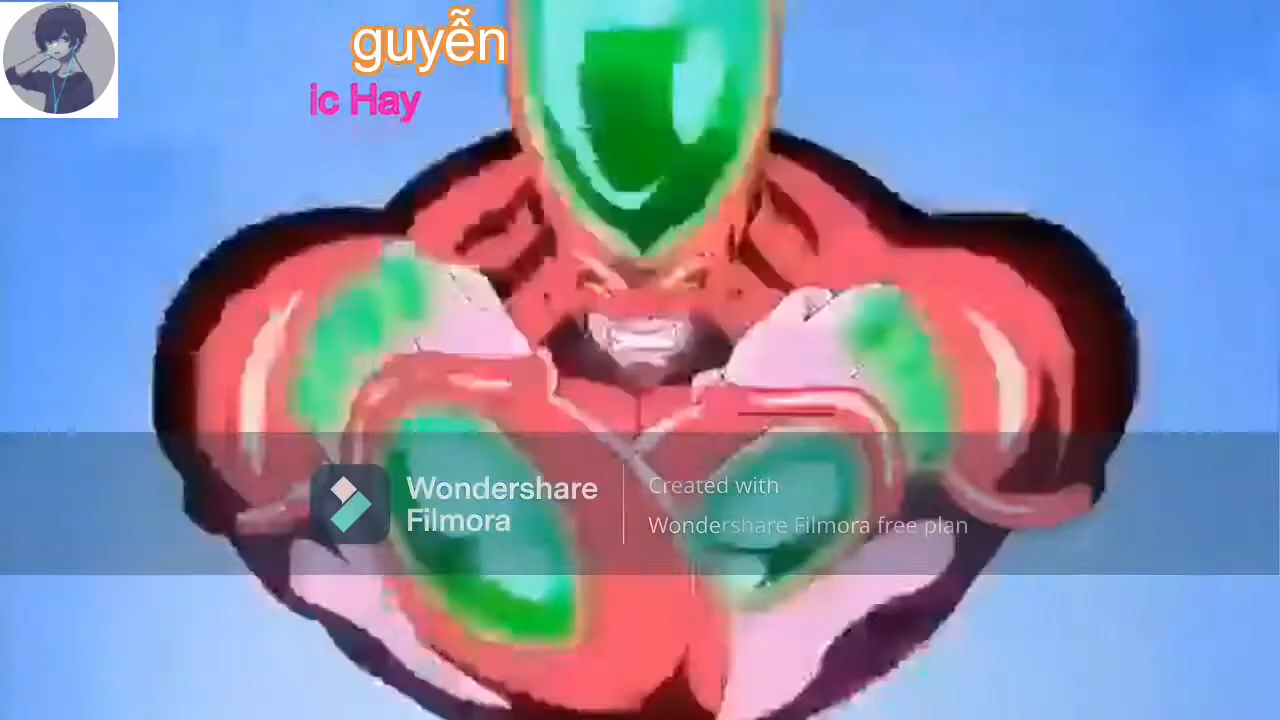 guyễn
ic Hay
Wondershare
Filmora
Created with
Wondershare Filmora free plan